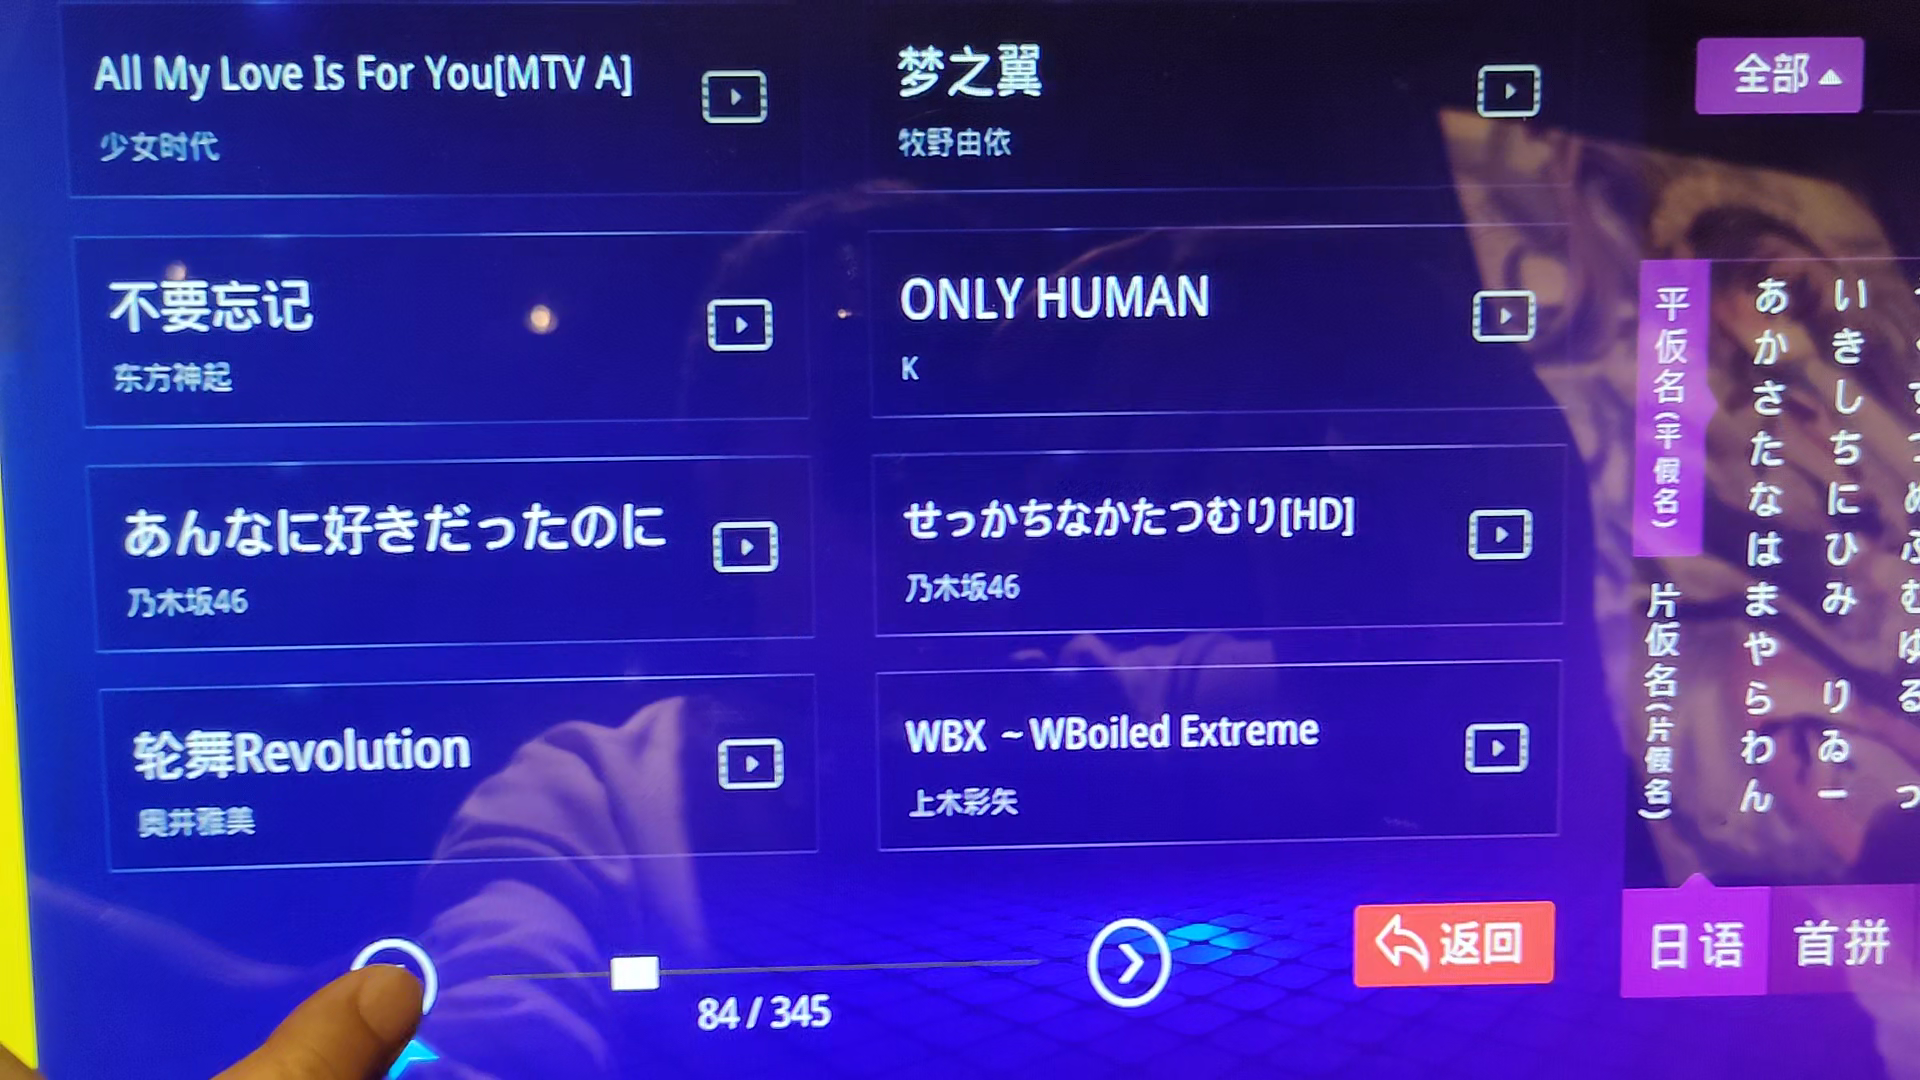 All My Love Is For You[MTV A]
少女时代
梦之翼
牧野由依
全部
不要忘记
东方神起
ONLY HUMAN
K
あんなに好きだったのに
乃木坂46
せっかちなかたつむり[HD]
乃木坂46
轮舞Revolution
奥井雅美
WBX ~WBoiled Extreme
上木彩矢
84 / 345
返回
平仮名(平假名)
片仮名(片假名)
あかさたなはまやらわん
いきしちにひみ りゐー
日语
首拼